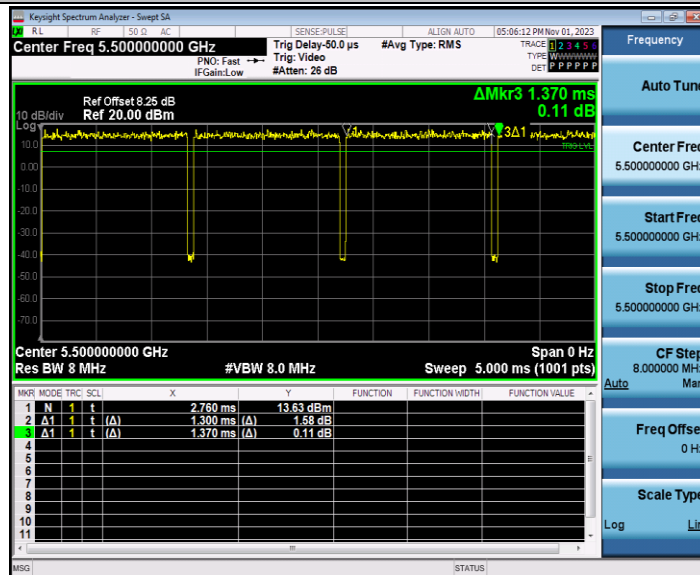 Keysight Spectrum Analyzer - Swept SA
RL RF 50 Ω AC SENSE:PULSE ALIGN AUTO 05:06:12 PM Nov 01, 2023
Center Freq 5.500000000 GHz
PNO: Fast
IFGain:Low
Trig Delay-50.0 µs
Trig: Video
#Atten: 26 dB
#Avg Type: RMS
TRACE 1 2 3 4 5 6
TYPE W
DET P P P P P P
ΔMkr3 1.370 ms
0.11 dB
Ref Offset 8.25 dB
10 dB/div Ref 20.00 dBm
Log
3Δ1
TRIG LVL
10.0
0.00
-10.0
-20.0
-30.0
-40.0
-50.0
-60.0
-70.0
Center 5.500000000 GHz Span 0 Hz
Res BW 8 MHz #VBW 8.0 MHz Sweep 5.000 ms (1001 pts)
MKR MODE TRC SCL X Y FUNCTION FUNCTION WIDTH FUNCTION VALUE
1 N 1 t 2.760 ms 13.63 dBm
2 Δ1 1 t (Δ) 1.300 ms (Δ) 1.58 dB
3 Δ1 1 t (Δ) 1.370 ms (Δ) 0.11 dB
4
5
6
7
8
9
10
11
MSG STATUS
Frequency
Auto Tune
Center Freq
5.500000000 GHz
Start Freq
5.500000000 GHz
Stop Freq
5.500000000 GHz
CF Step
8.000000 MHz
Auto Man
Freq Offset
0 Hz
Scale Type
Log Lin